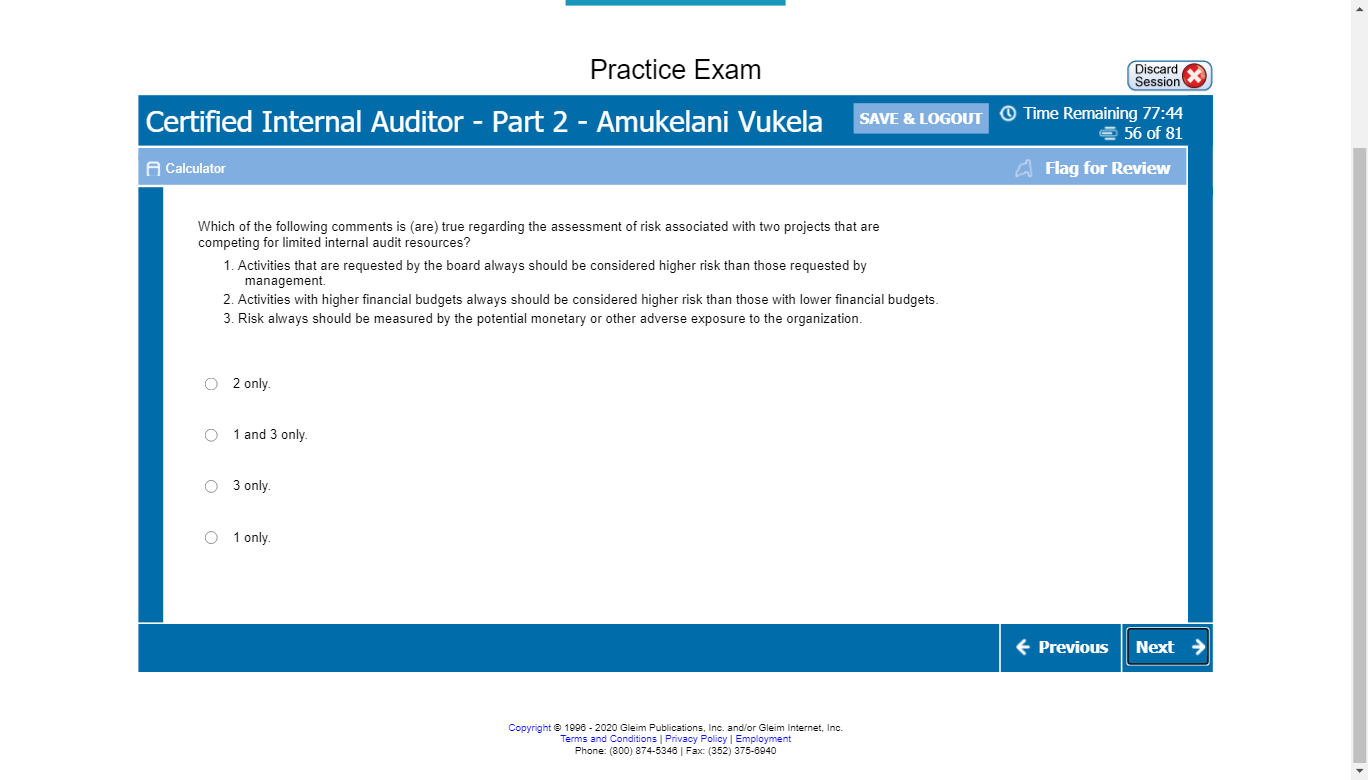 Practice Exam
Discard
Session
Certified Internal Auditor - Part 2 - Amukelani Vukela
SAVE & LOGOUT
Time Remaining 77:44
56 of 81
Calculator
Flag for Review
Which of the following comments is (are) true regarding the assessment of risk associated with two projects that are
competing for limited internal audit resources?
1. Activities that are requested by the board always should be considered higher risk than those requested by
management.
2. Activities with higher financial budgets always should be considered higher risk than those with lower financial budgets.
3. Risk always should be measured by the potential monetary or other adverse exposure to the organization.
2 only.
1 and 3 only.
3 only.
1 only.
Previous
Next
Copyright © 1996 - 2020 Gleim Publications, Inc. and/or Gleim Internet, Inc.
Terms and Conditions | Privacy Policy | Employment
Phone: (800) 874-5346 | Fax: (352) 375-6940